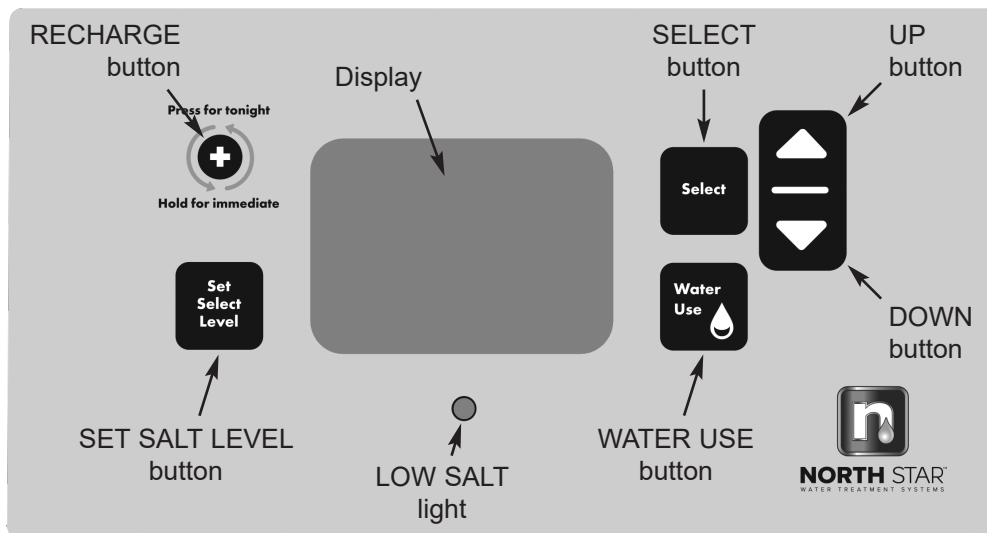 RECHARGE
button
Display
SELECT
button
UP
button
Press for tonight
Hold for immediate
Select
Set
Select
Level
Water
Use
DOWN
button
SET SALT LEVEL
button
LOW SALT
light
WATER USE
button
n
NORTH STAR™
WATER TREATMENT SYSTEMS